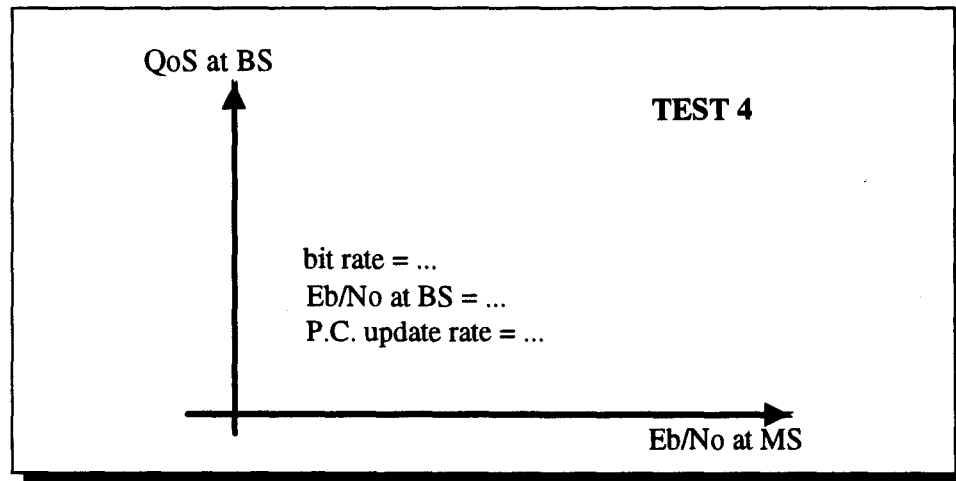 QoS at BS
TEST 4
bit rate = ...
Eb/No at BS = ...
P.C. update rate = ...
Eb/No at MS